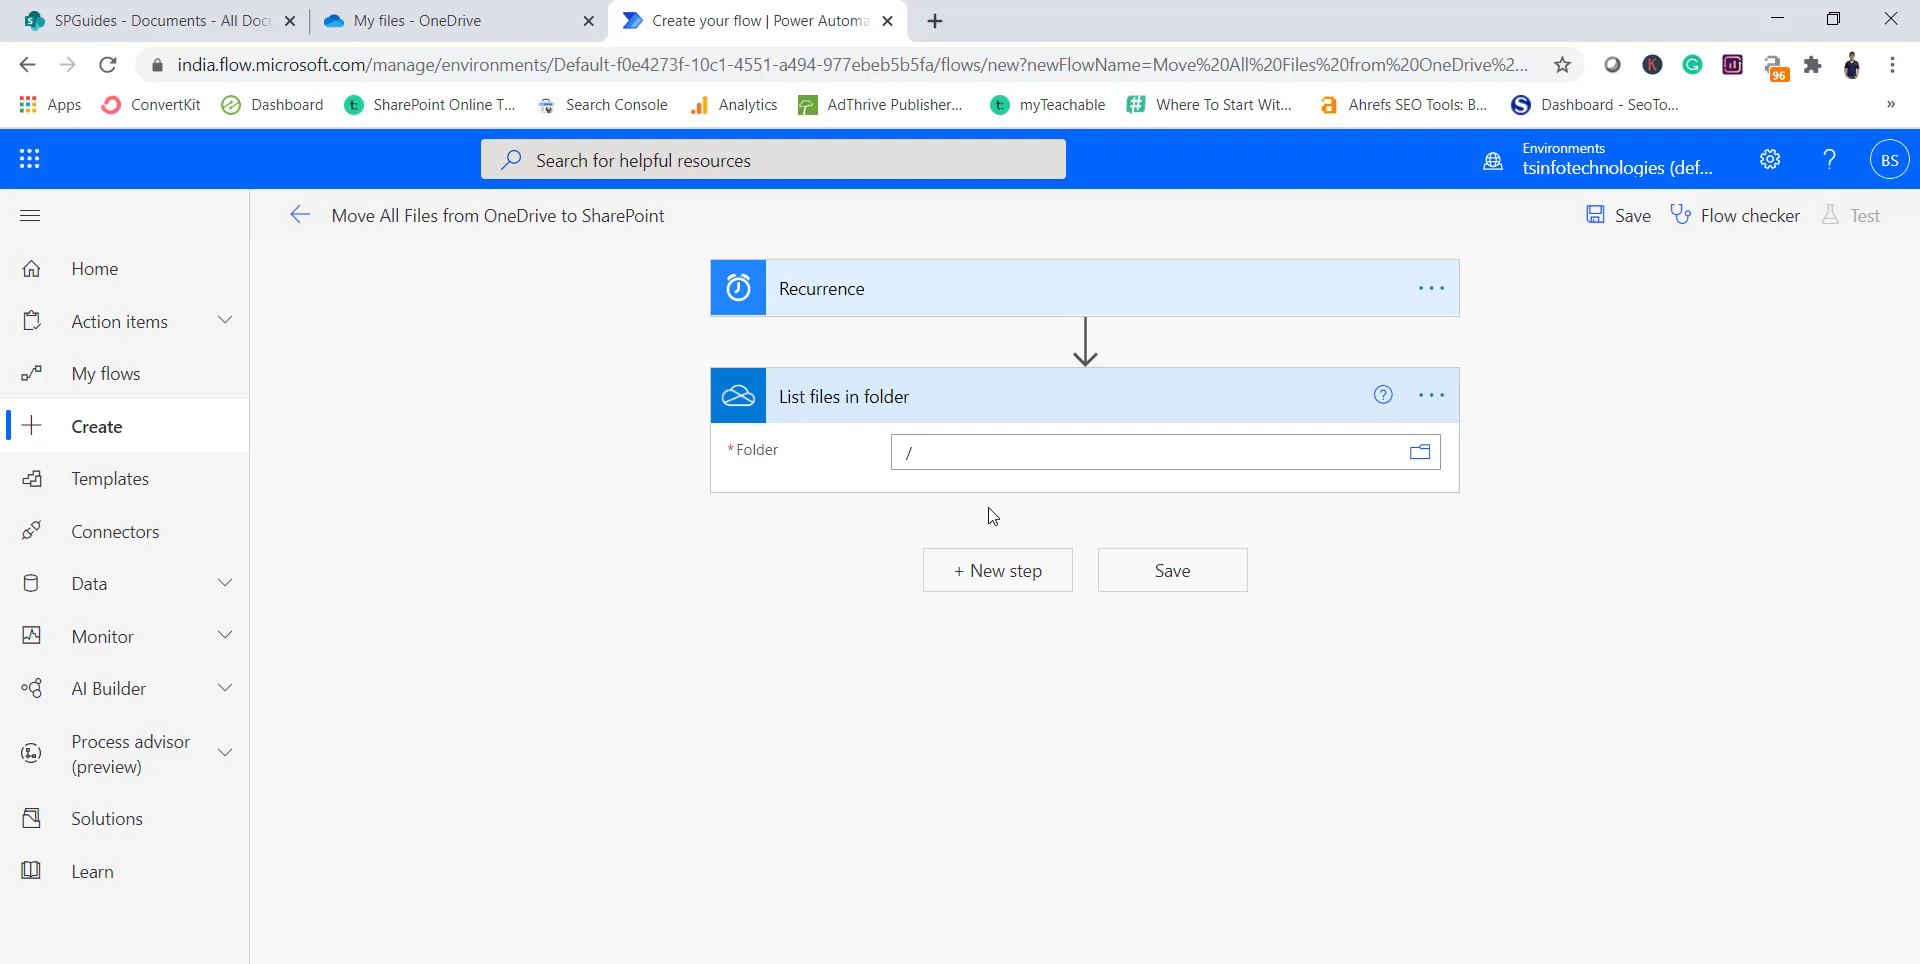 SPGuides - Documents - All Doc
My files - OneDrive
Create your flow | Power Automa
india.flow.microsoft.com/manage/environments/Default-f0e4273f-10c1-4551-a494-977ebeb5b5fa/flows/new?newFlowName=Move%20All%20Files%20from%20OneDrive%2...
K
G
96
Apps
ConvertKit
Dashboard
t:
SharePoint Online T...
Search Console
Analytics
AdThrive Publisher...
t:
myTeachable
Where To Start Wit...
a
Ahrefs SEO Tools: B...
S
Dashboard - SeoTo...
»
Search for helpful resources
Environments
tsinfotechnologies (def...
?
BS
Move All Files from OneDrive to SharePoint
Save
Flow checker
Test
Home
Action items
My flows
Create
Templates
Connectors
Data
Monitor
AI Builder
Process advisor
(preview)
Solutions
Learn
Recurrence
...
List files in folder
?
...
* Folder
/
+ New step
Save